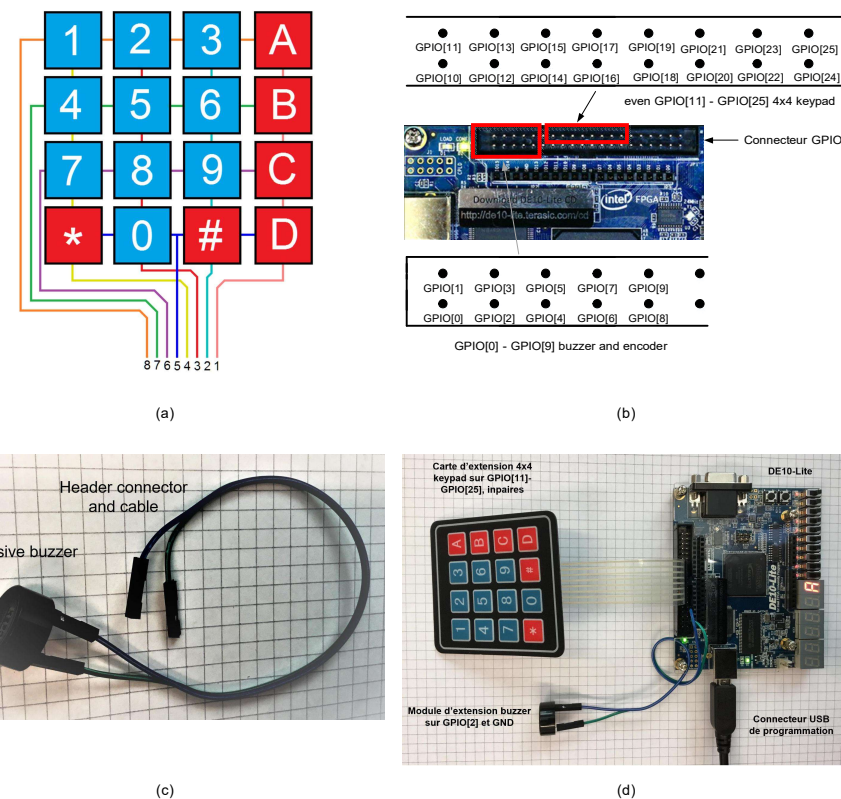 1 2 3 A
4 5 6 B
7 8 9 C
* 0 # D
8 7 6 5 4 3 2 1
(a)
GPIO[11] GPIO[13] GPIO[15] GPIO[17] GPIO[19] GPIO[21] GPIO[23] GPIO[25]
GPIO[10] GPIO[12] GPIO[14] GPIO[16] GPIO[18] GPIO[20] GPIO[22] GPIO[24]
even GPIO[11] - GPIO[25] 4x4 keypad
Connecteur GPIO
LOAD CONF
Download DE10-Lite CD
http://de10-lite.terasic.com/cd
intel FPGA
GPIO[1] GPIO[3] GPIO[5] GPIO[7] GPIO[9]
GPIO[0] GPIO[2] GPIO[4] GPIO[6] GPIO[8]
GPIO[0] - GPIO[9] buzzer and encoder
(b)
Header connector
and cable
sive buzzer
(c)
Carte d'extension 4x4
keypad sur GPIO[11]-
GPIO[25], inpaires
DE10-Lite
A B C D
3 6 9 #
2 5 8 0
1 4 7 *
DE10-Lite
Module d'extension buzzer
sur GPIO[2] et GND
Connecteur USB
de programmation
(d)